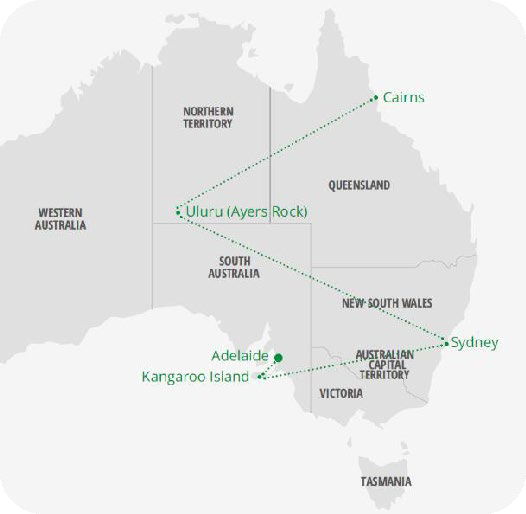 Cairns
NORTHERN
TERRITORY
QUEENSLAND
WESTERN
AUSTRALIA
Uluru (Ayers Rock)
SOUTH
AUSTRALIA
NEW SOUTH WALES
Sydney
Adelaide
AUSTRALIAN
CAPITAL
TERRITORY
Kangaroo Island
VICTORIA
TASMANIA